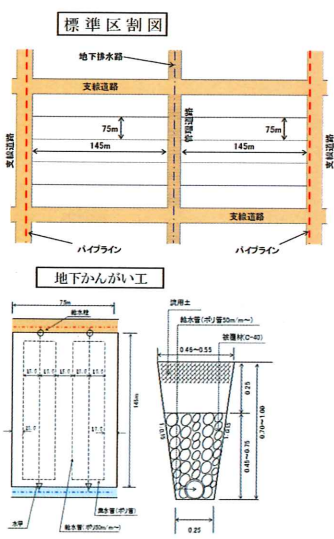 標準区割図
地下排水路
支線道路
75m
75m
145m
145m
幹線道路
支線道路
支線道路
支線道路
パイプライン
パイプライン
地下かんがい工
75m
給水栓
145m
水甲
給水管(ポリ50m/m～)
集水管(ポリ管)
流用土
給水管(ポリ管50m/m～)
被覆材(C-40)
0.46～0.55
0.25
0.45～0.75
0.70～1.00
0.25